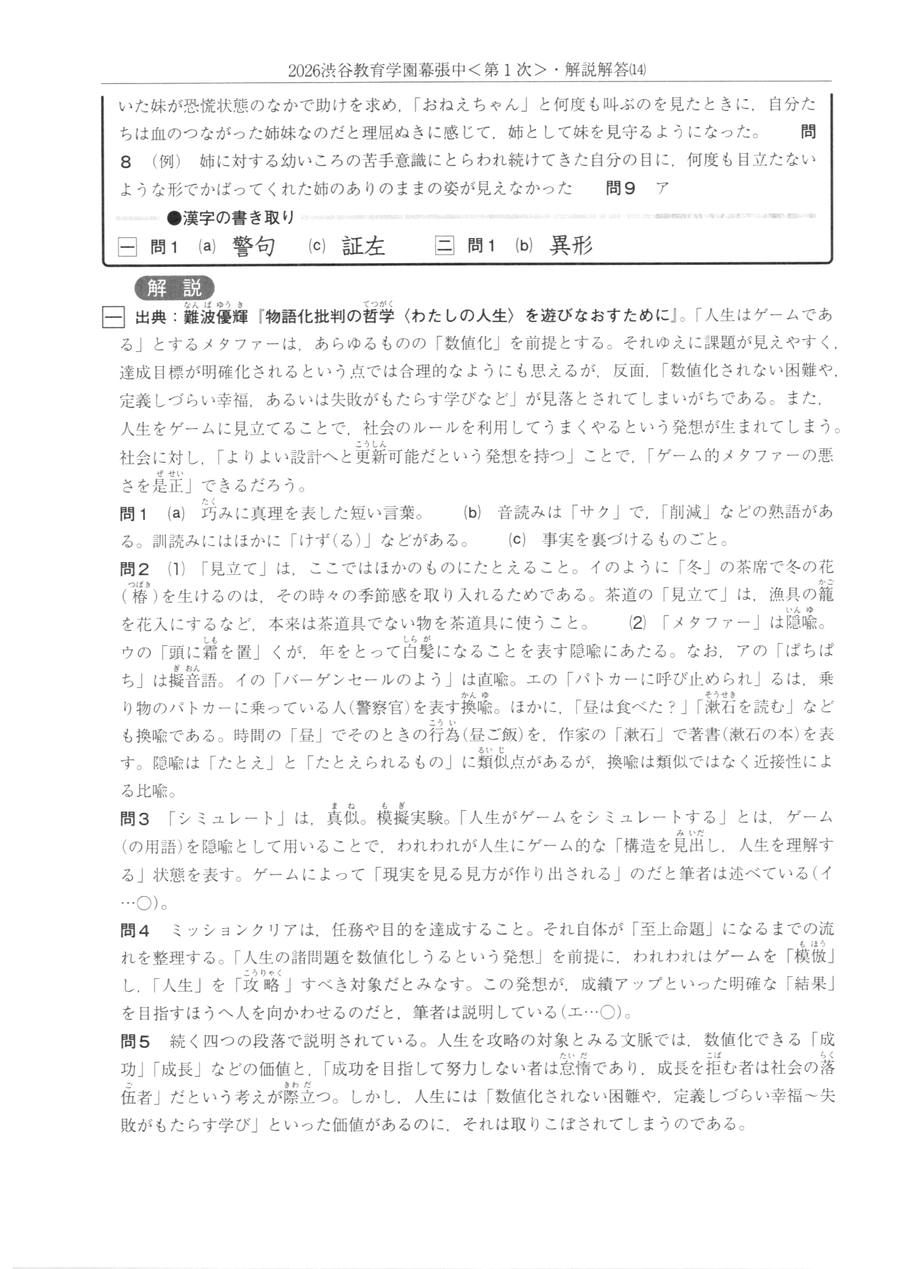 2026渋谷教育学園幕張中＜第１次＞・解説解答⒁
いた妹が恐慌状態のなかで助けを求め，「おねえちゃん」と何度も叫ぶのを見たときに，自分た
ちは血のつながった姉妹なのだと理屈ぬきに感じて，姉として妹を見守るようになった。　問
８　（例）　姉に対する幼いころの苦手意識にとらわれ続けてきた自分の目に，何度も目立たない
ような形でかばってくれた姉のありのままの姿が見えなかった　　問９　ア
●漢字の書き取り
一　問１　(a)　警句　(c)　証左　　二　問１　(b)　異形
解　説
一　出典：難波優輝『物語化批判の哲学〈わたしの人生〉を遊びなおすために』。「人生はゲームであ
る」とするメタファーは，あらゆるものの「数値化」を前提とする。それゆえに課題が見えやすく，
達成目標が明確化されるという点では合理的なようにも思えるが，反面，「数値化されない困難や，
定義しづらい幸福，あるいは失敗がもたらす学びなど」が見落とされてしまいがちである。また，
人生をゲームに見立てることで，社会のルールを利用してうまくやるという発想が生まれてしまう。
社会に対し，「よりよい設計へと更新可能だという発想を持つ」ことで，「ゲーム的メタファーの悪
さを是正」できるだろう。
問１　(a)　巧みに真理を表した短い言葉。　　(b)　音読みは「サク」で，「削減」などの熟語があ
る。訓読みにはほかに「けず(る)」などがある。　　(c)　事実を裏づけるものごと。
問２　(1)　「見立て」は，ここではほかのものにたとえること。イのように「冬」の茶席で冬の花
(椿)を生けるのは，その時々の季節感を取り入れるためである。茶道の「見立て」は，漁具の籠
を花入にするなど，本来は茶道具でない物を茶道具に使うこと。　　(2)　「メタファー」は隠喩。
ウの「頭に霜を置」くが，年をとって白髪になることを表す隠喩にあたる。なお，アの「ぱちぱ
ち」は擬音語。イの「バーゲンセールのよう」は直喩。エの「パトカーに呼び止められ」るは，乗
り物のパトカーに乗っている人(警察官)を表す換喩。ほかに，「昼は食べた？」「漱石を読む」など
も換喩である。時間の「昼」でそのときの行為(昼ご飯)を，作家の「漱石」で著書(漱石の本)を表
す。隠喩は「たとえ」と「たとえられるもの」に類似点があるが，換喩は類似ではなく近接性によ
る比喩。
問３　「シミュレート」は，真似。模擬実験。「人生がゲームをシミュレートする」とは，ゲーム
(の用語)を隠喩として用いることで，われわれが人生にゲーム的な「構造を見出し，人生を理解す
る」状態を表す。ゲームによって「現実を見る見方が作り出される」のだと筆者は述べている(イ
…○)。
問４　ミッションクリアは，任務や目的を達成すること。それ自体が「至上命題」になるまでの流
れを整理する。「人生の諸問題を数値化しうるという発想」を前提に，われわれはゲームを「模倣」
し，「人生」を「攻略」すべき対象だとみなす。この発想が，成績アップといった明確な「結果」
を目指すほうへ人を向かわせるのだと，筆者は説明している(エ…○)。
問５　続く四つの段落で説明されている。人生を攻略の対象とみる文脈では，数値化できる「成
功」「成長」などの価値と，「成功を目指して努力しない者は怠惰であり，成長を拒む者は社会の落
伍者」だという考えが際立つ。しかし，人生には「数値化されない困難や，定義しづらい幸福～失
敗がもたらす学び」といった価値があるのに，それは取りこぼされてしまうのである。